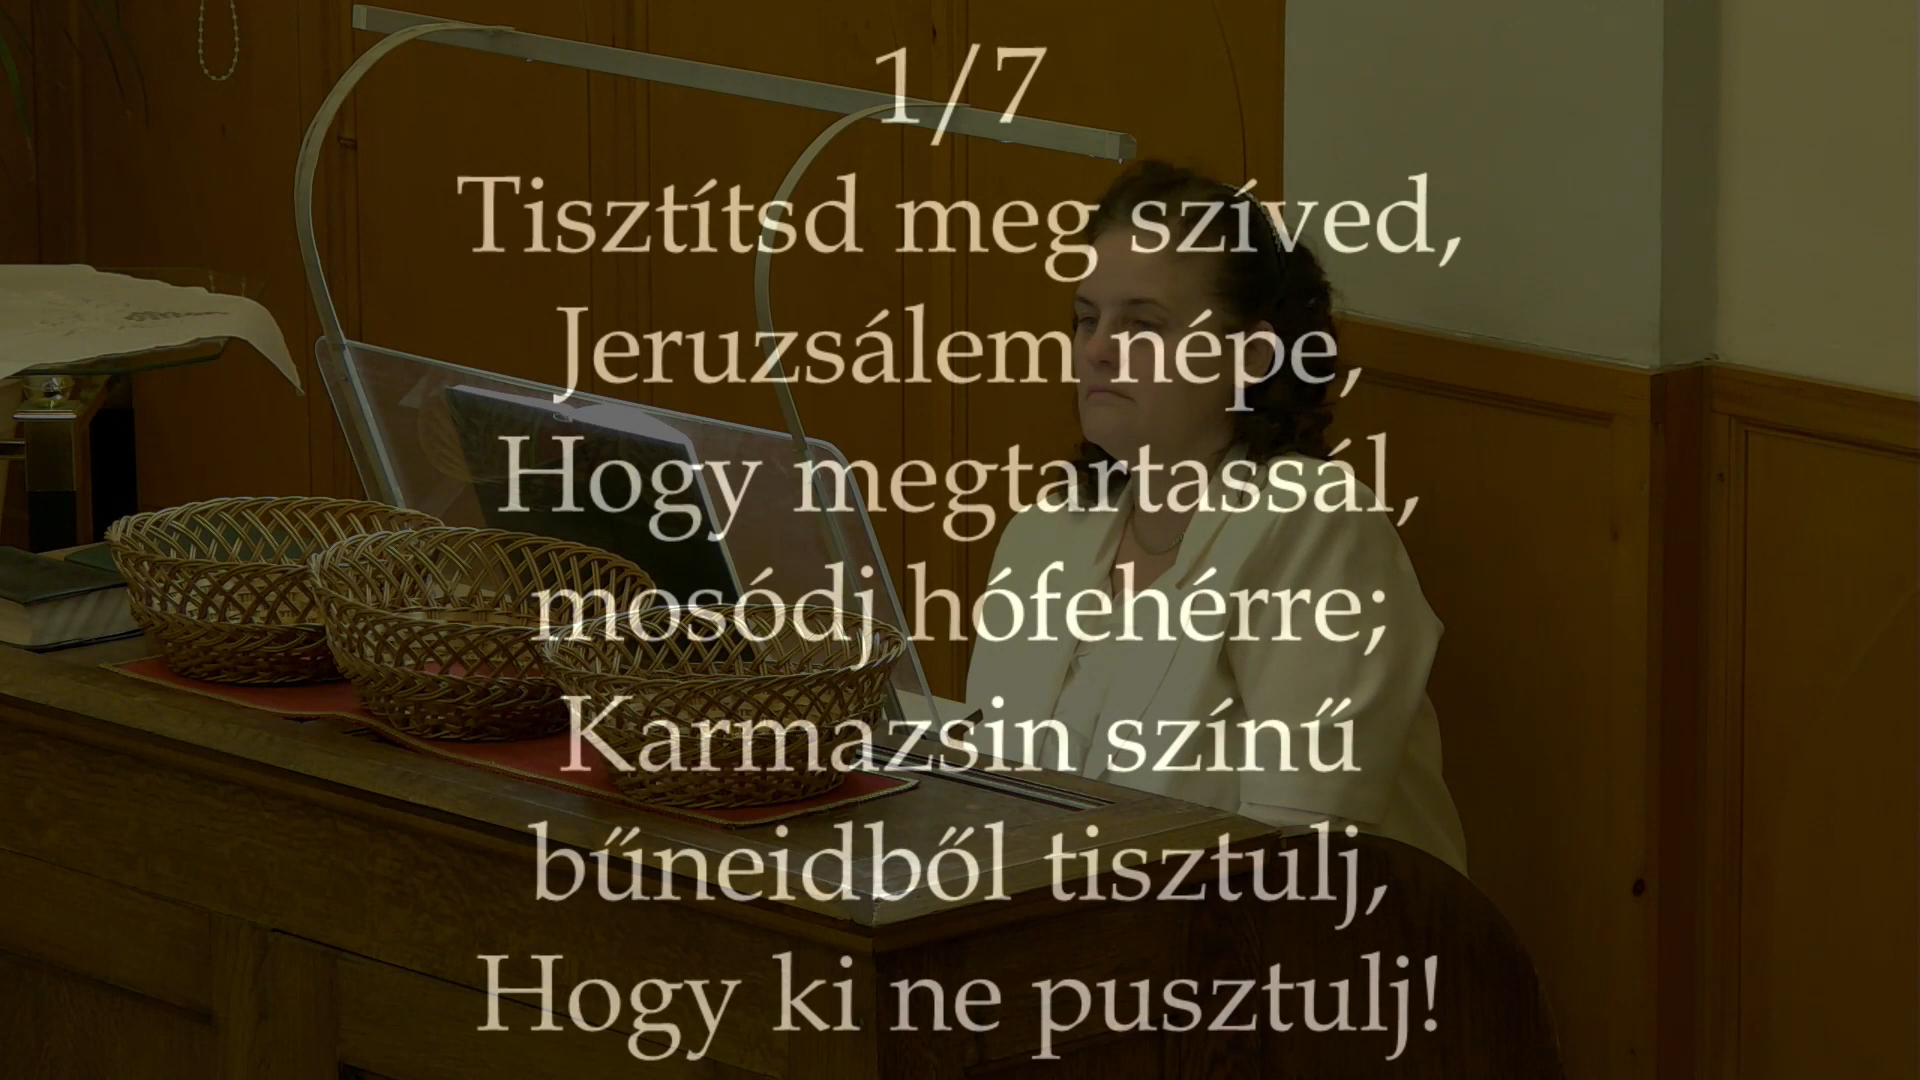 1/7
Tisztítsd meg szíved,
Jeruzsálem népe,
Hogy megtartassál,
mosódj hófehérre;
Karmazsin színű
bűneidből tisztulj,
Hogy ki ne pusztulj!